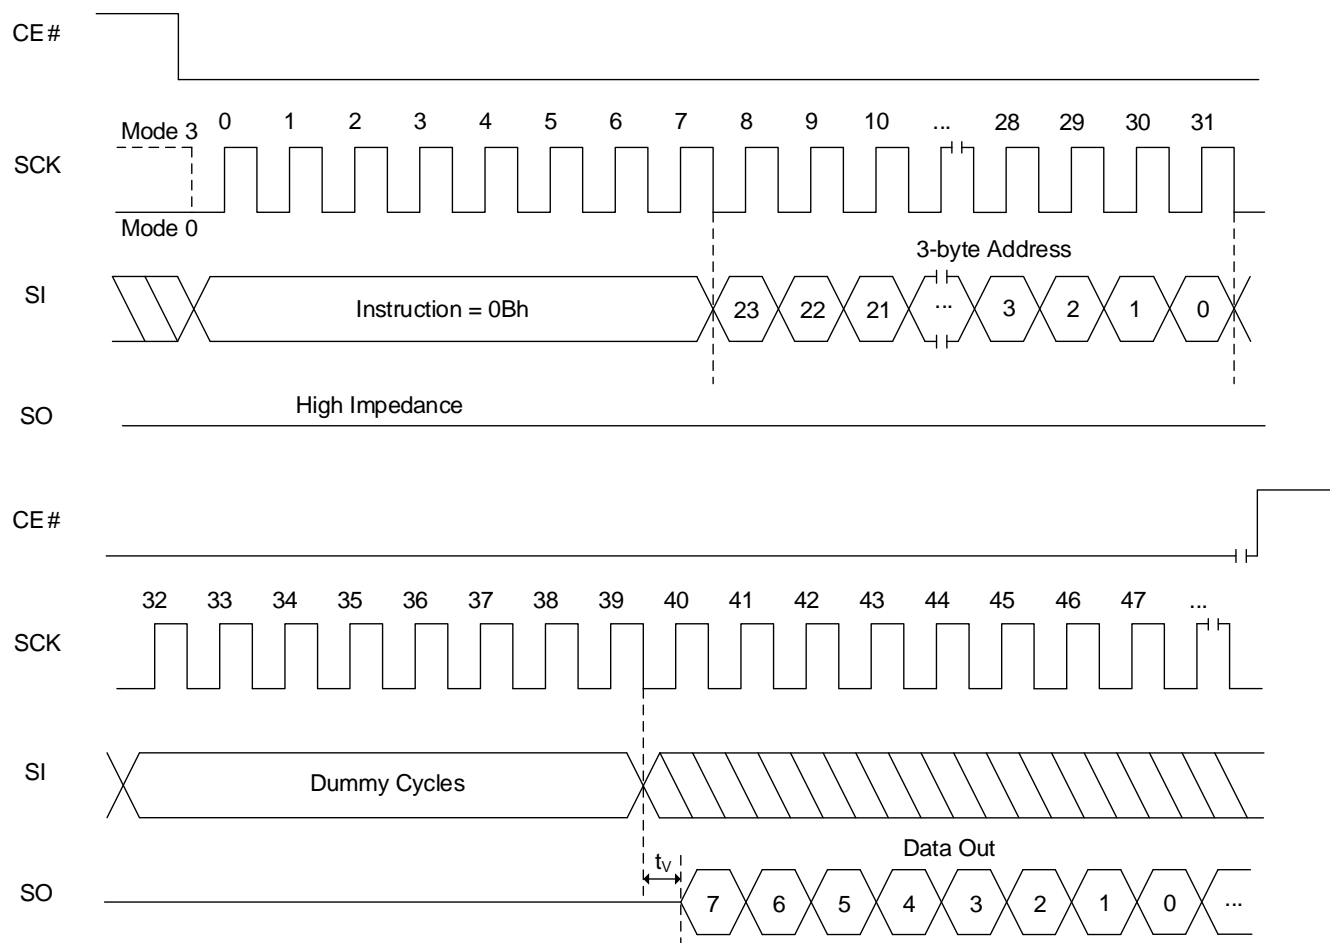 CE#
0 1 2 3 4 5 6 7 8 9 10 ... 28 29 30 31
Mode 3
SCK
Mode 0
3-byte Address
SI
Instruction = 0Bh 23 22 21 ... 3 2 1 0
High Impedance
SO
CE#
32 33 34 35 36 37 38 39 40 41 42 43 44 45 46 47 ...
SCK
SI
Dummy Cycles
Data Out
tV
SO
7 6 5 4 3 2 1 0 ...